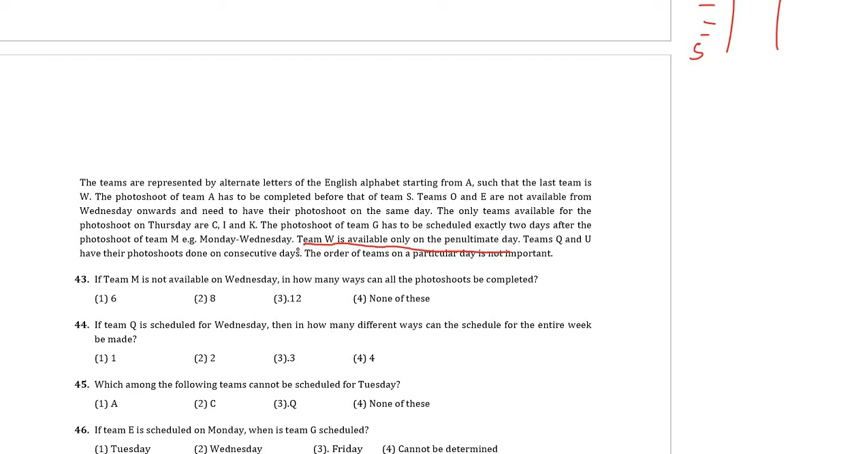 S
The teams are represented by alternate letters of the English alphabet starting from A, such that the last team is
W. The photoshoot of team A has to be completed before that of team S. Teams O and E are not available from
Wednesday onwards and need to have their photoshoot on the same day. The only teams available for the
photoshoot on Thursday are C, I and K. The photoshoot of team G has to be scheduled exactly two days after the
photoshoot of team M e.g. Monday-Wednesday. Team W is available only on the penultimate day. Teams Q and U
have their photoshoots done on consecutive days. The order of teams on a particular day is not important.
43. If Team M is not available on Wednesday, in how many ways can all the photoshoots be completed?
(1) 6 (2) 8 (3).12 (4) None of these
44. If team Q is scheduled for Wednesday, then in how many different ways can the schedule for the entire week
be made?
(1) 1 (2) 2 (3).3 (4) 4
45. Which among the following teams cannot be scheduled for Tuesday?
(1) A (2) C (3).Q (4) None of these
46. If team E is scheduled on Monday, when is team G scheduled?
(1) Tuesday (2) Wednesday (3). Friday (4) Cannot be determined